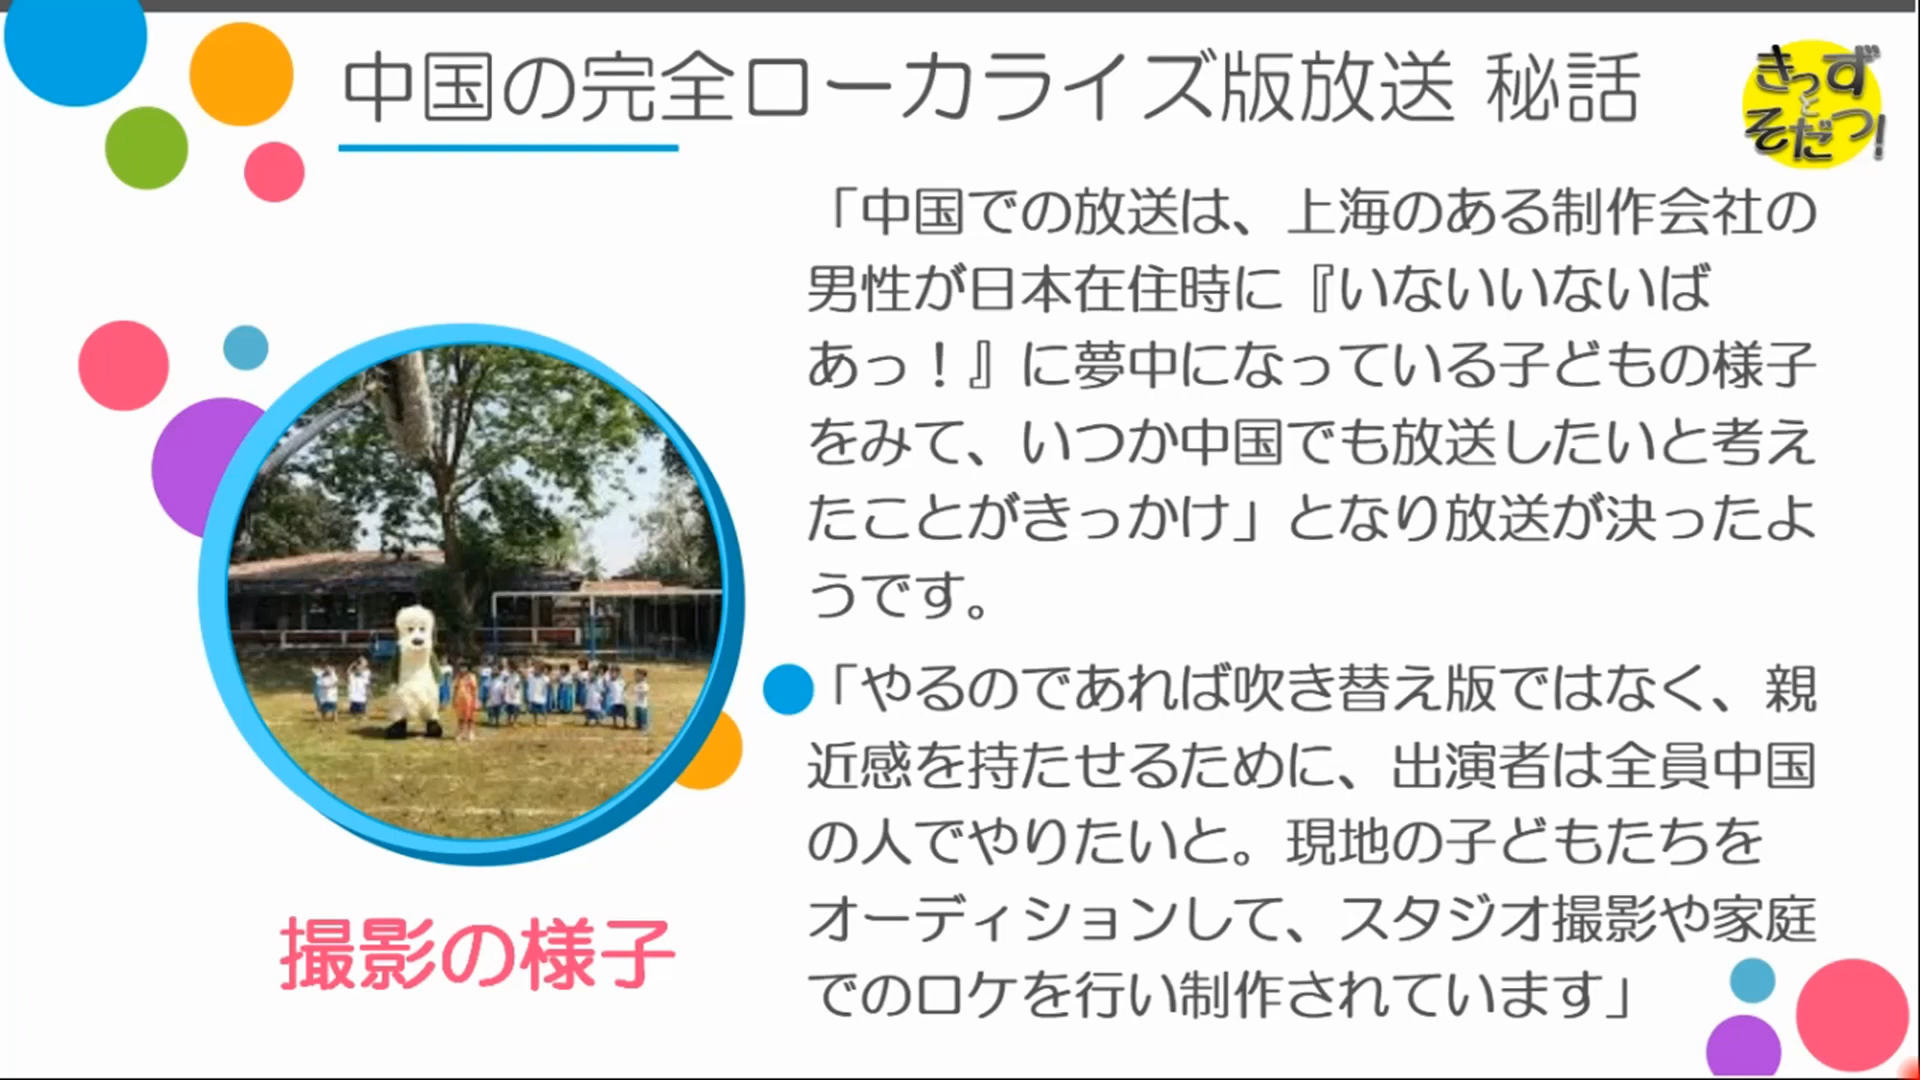 中国の完全ローカライズ版放送 秘話
きっずとそだつ!
「中国での放送は、上海のある制作会社の
男性が日本在住時に『いないいないば
あっ！』に夢中になっている子どもの様子
をみて、いつか中国でも放送したいと考え
たことがきっかけ」となり放送が決ったよ
うです。
「やるのであれば吹き替え版ではなく、親
近感を持たせるために、出演者は全員中国
の人でやりたいと。現地の子どもたちを
オーディションして、スタジオ撮影や家庭
でのロケを行い制作されています」
撮影の様子